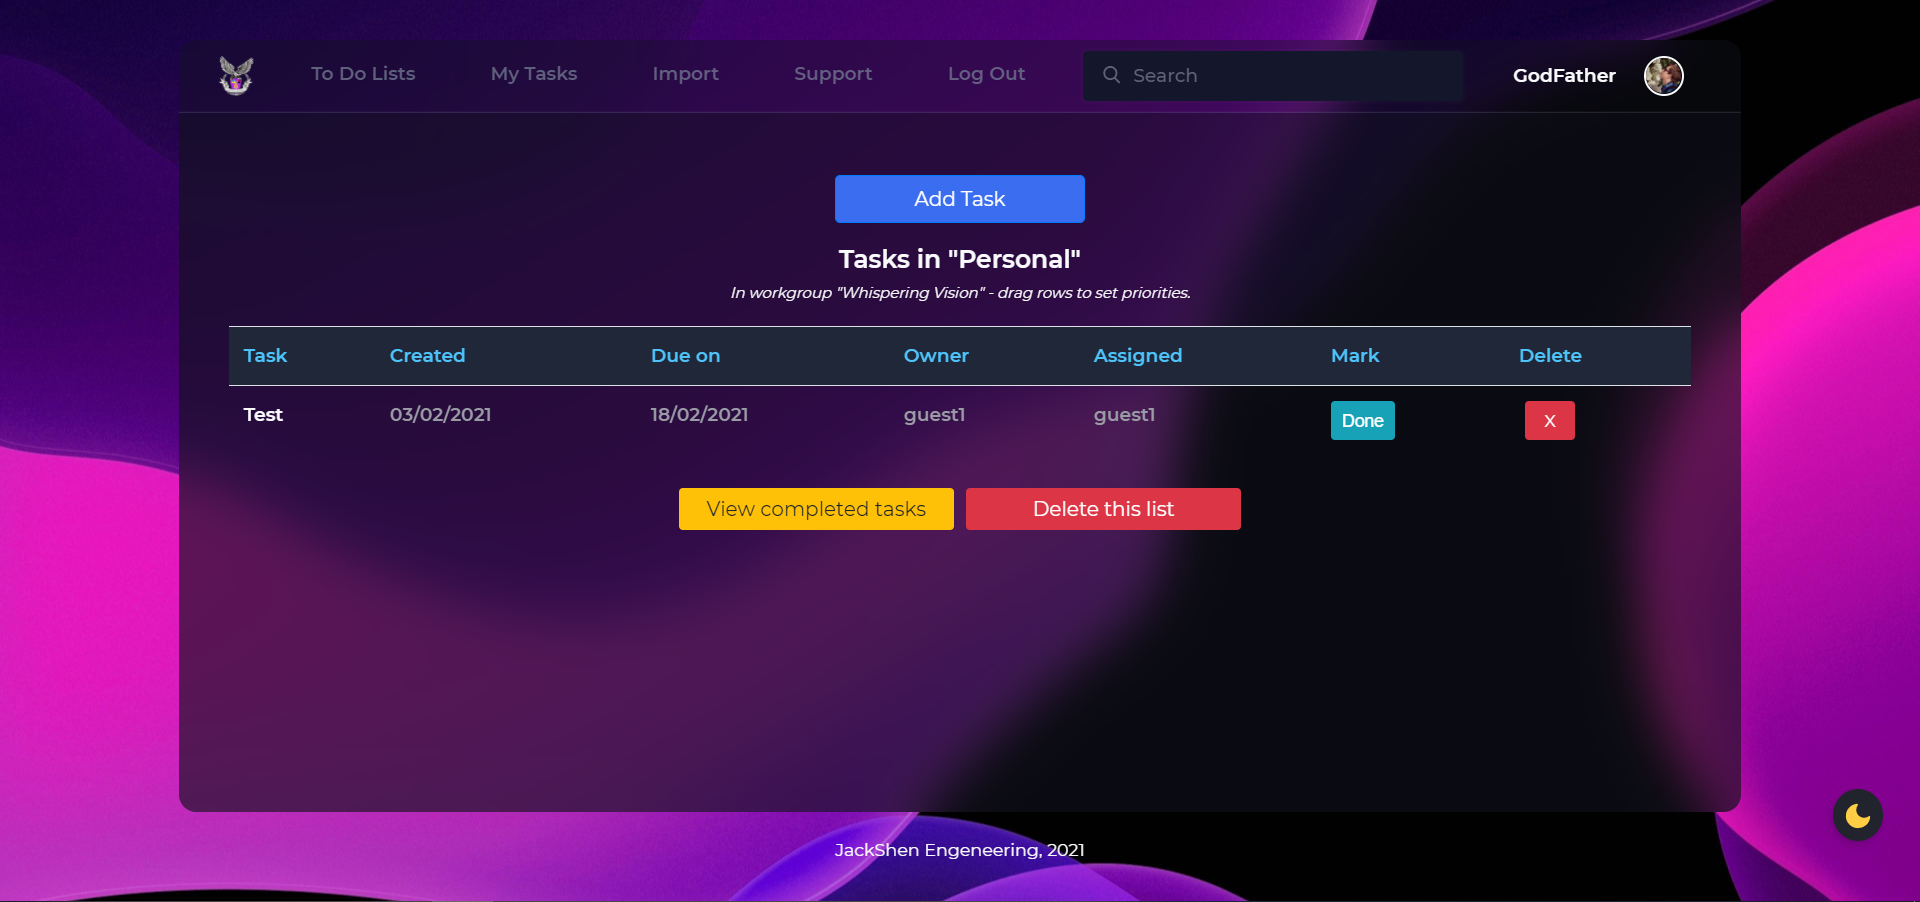 To Do Lists My Tasks Import Support Log Out Search GodFather
Add Task
Tasks in "Personal"
In workgroup "Whispering Vision" - drag rows to set priorities.
Task Created Due on Owner Assigned Mark Delete
Test 03/02/2021 18/02/2021 guest1 guest1 Done X
View completed tasks Delete this list
JackShen Engeneering, 2021